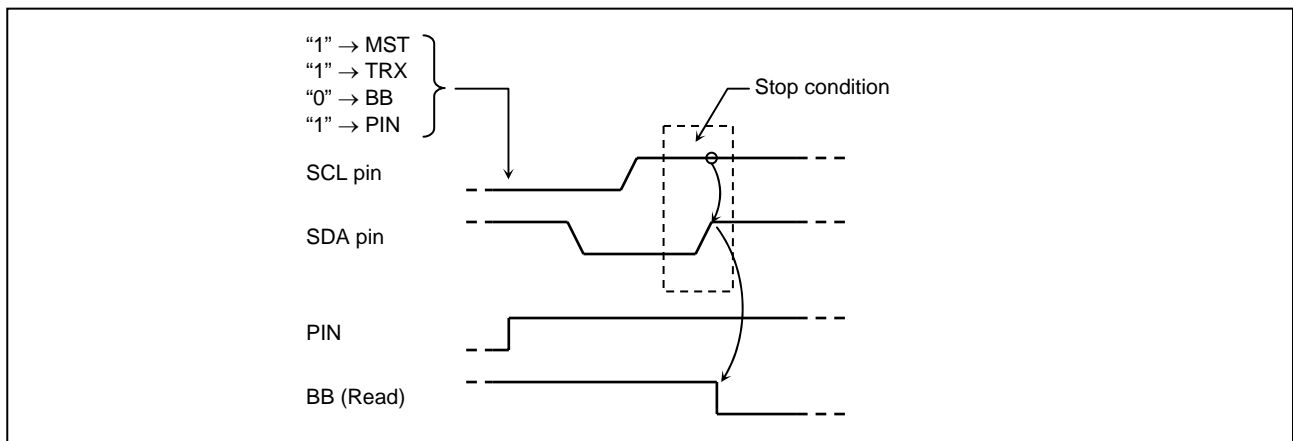 “1” → MST
“1” → TRX
“0” → BB
“1” → PIN
Stop condition
SCL pin
SDA pin
PIN
BB (Read)